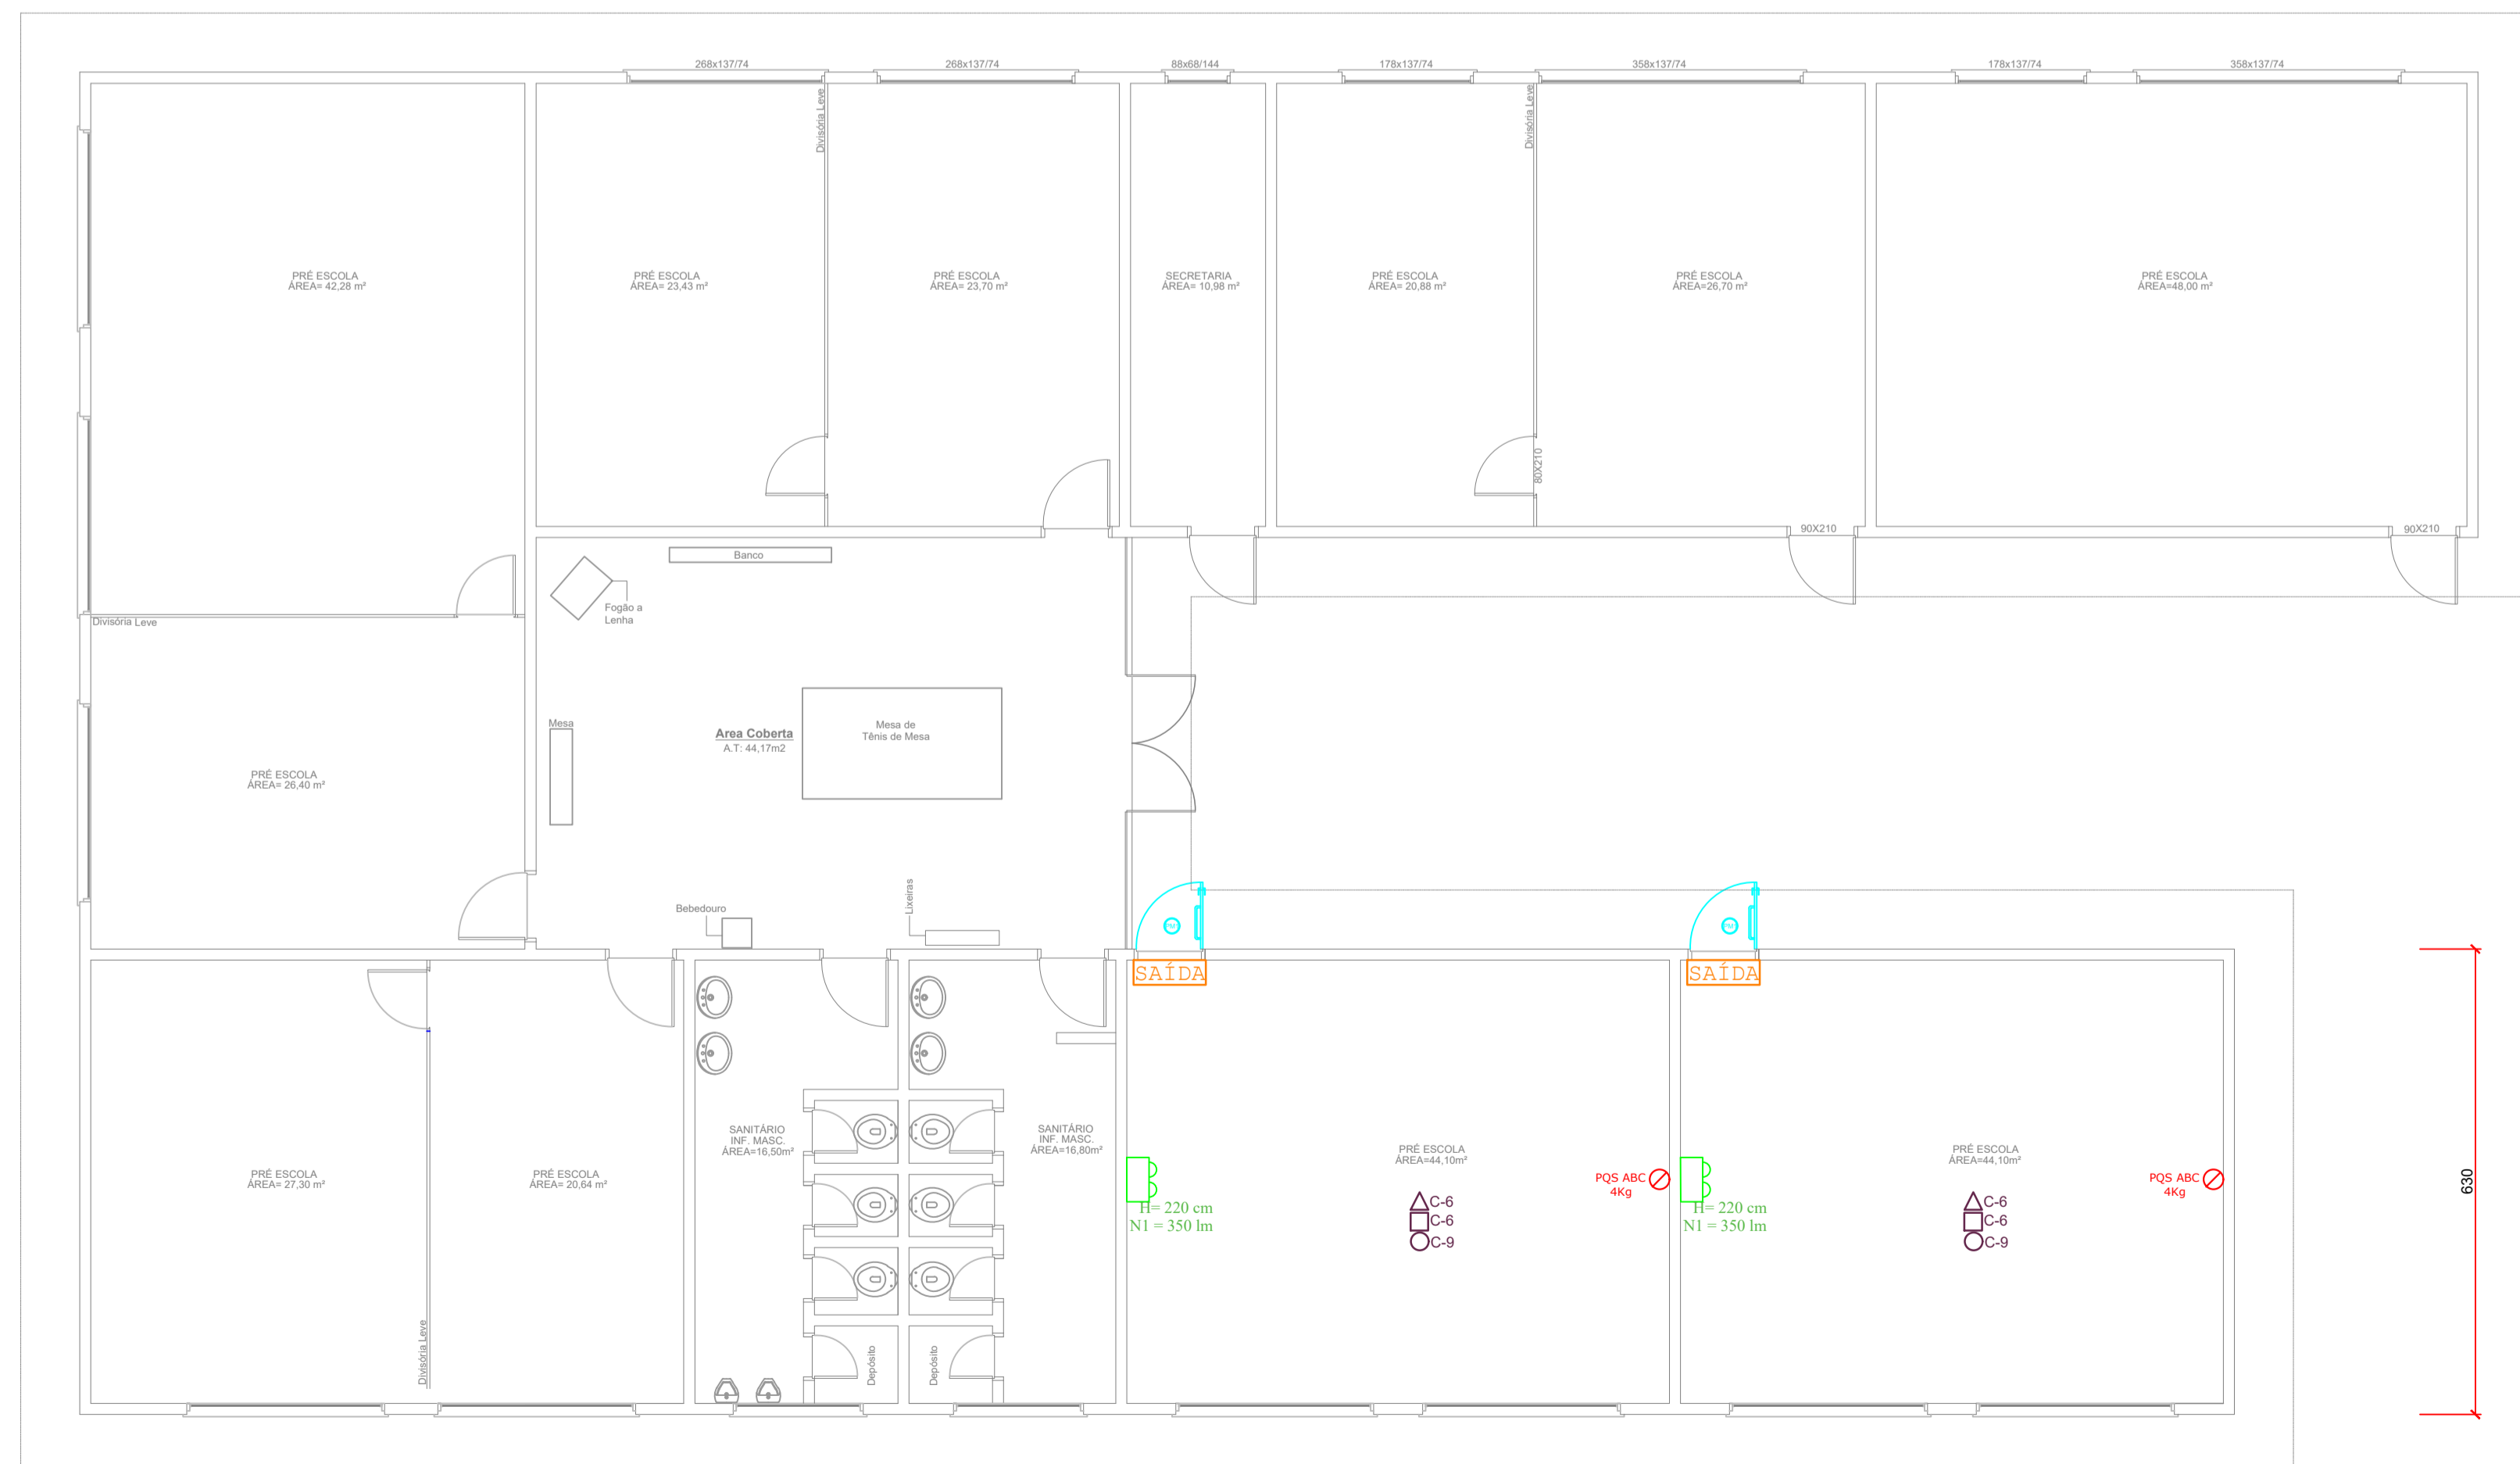 268x137/74
268x137/74
88x68/144
178x137/74
358x137/74
178x137/74
358x137/74
Divisória Leve
Divisória Leve
PRÉ ESCOLA
ÁREA= 42,28 m²
PRÉ ESCOLA
ÁREA= 23,43 m²
PRÉ ESCOLA
ÁREA= 23,70 m²
SECRETARIA
ÁREA= 10,98 m²
PRÉ ESCOLA
ÁREA= 20,88 m²
PRÉ ESCOLA
ÁREA=26,70 m²
PRÉ ESCOLA
ÁREA=48,00 m²
80X210
90X210
90X210
Banco
Fogão a
Lenha
Divisória Leve
Mesa
Area Coberta
A.T: 44,17m2
Mesa de
Tênis de Mesa
PRÉ ESCOLA
ÁREA= 26,40 m²
Bebedouro
Lixeiras
SAÍDA
SAÍDA
SANITÁRIO
INF. MASC.
ÁREA=16,50m²
SANITÁRIO
INF. MASC.
ÁREA=16,80m²
PRÉ ESCOLA
ÁREA=44,10m²
PRÉ ESCOLA
ÁREA=44,10m²
PRÉ ESCOLA
ÁREA= 27,30 m²
PRÉ ESCOLA
ÁREA= 20,64 m²
PQS ABC
4Kg
PQS ABC
4Kg
H= 220 cm
N1 = 350 lm
H= 220 cm
N1 = 350 lm
C-6
C-6
C-9
C-6
C-6
C-9
630
Divisória Leve
Depósito
Depósito